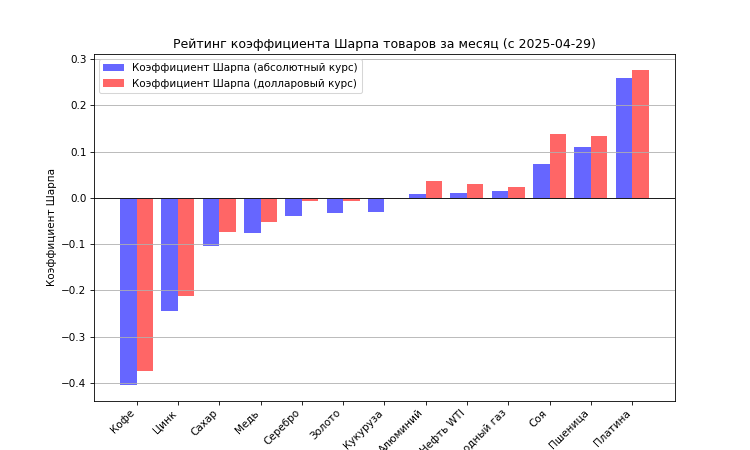 Рейтинг коэффициента Шарпа товаров за месяц (с 2025-04-29)
Коэффициент Шарпа (абсолютный курс)
Коэффициент Шарпа (долларовый курс)
Коэффициент Шарпа
0.3
0.2
0.1
0.0
−0.1
−0.2
−0.3
−0.4
Кофе
Цинк
Сахар
Медь
Серебро
Золото
Кукуруза
Алюминий
Нефть WTI
одный газ
Соя
Пшеница
Платина